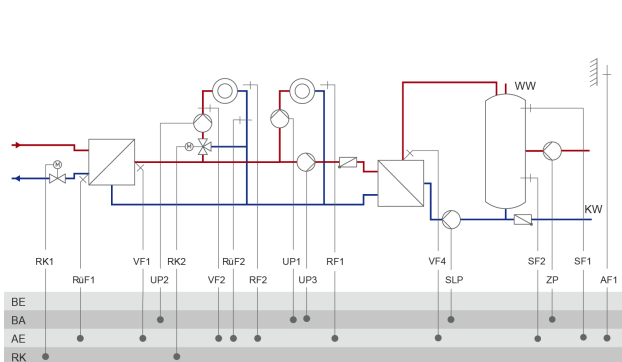 WW
M
M
KW
RK1 VF1 RK2 RüF2 UP1 RF1 VF4 SF2 SF1
RüF1 UP2 VF2 RF2 UP3 SLP ZP AF1
BE
BA
AE
RK